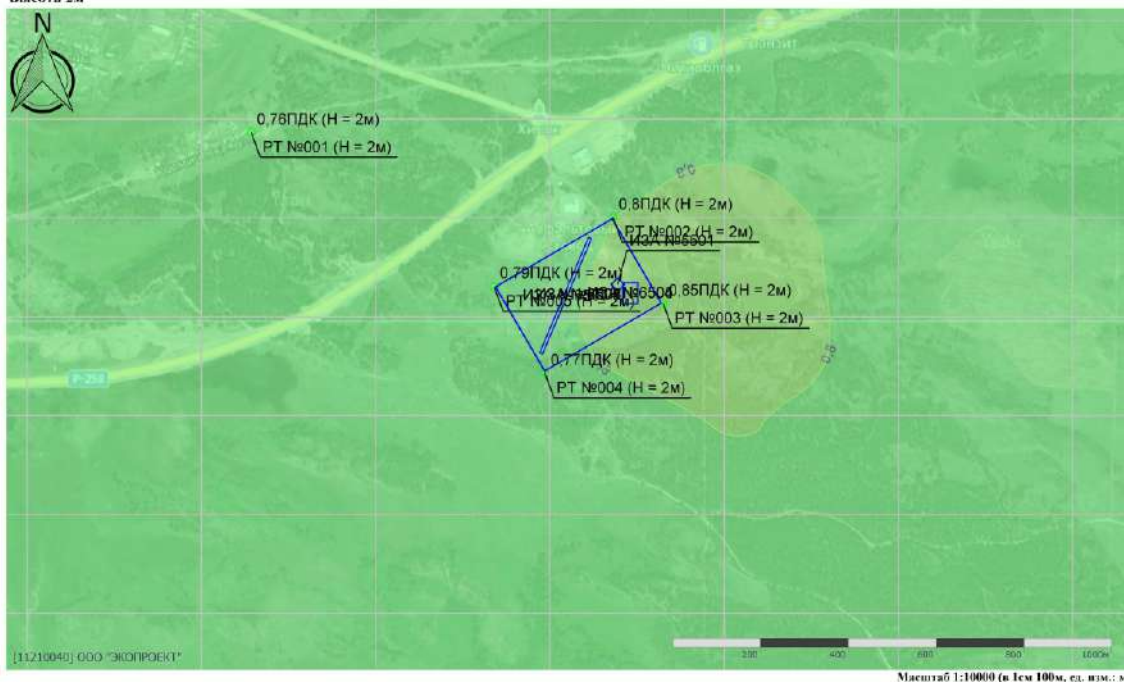 Высота 2м
N
0,76ПДК (Н = 2м)
РТ №001 (Н = 2м)
0,8
0,8ПДК (Н = 2м)
РТ №002 (Н = 2м)
ИЗА №6501
0,79ПДК (Н = 2м)
РТ №005 (Н = 2м)
0,85ПДК (Н = 2м)
РТ №003 (Н = 2м)
0,8
0,77ПДК (Н = 2м)
РТ №004 (Н = 2м)
Р-258
[11210040] ООО "ЭКОПРОЕКТ"
200 400 600 800 1000м
Масштаб 1:10000 (в 1см 100м, ед. изм.: м